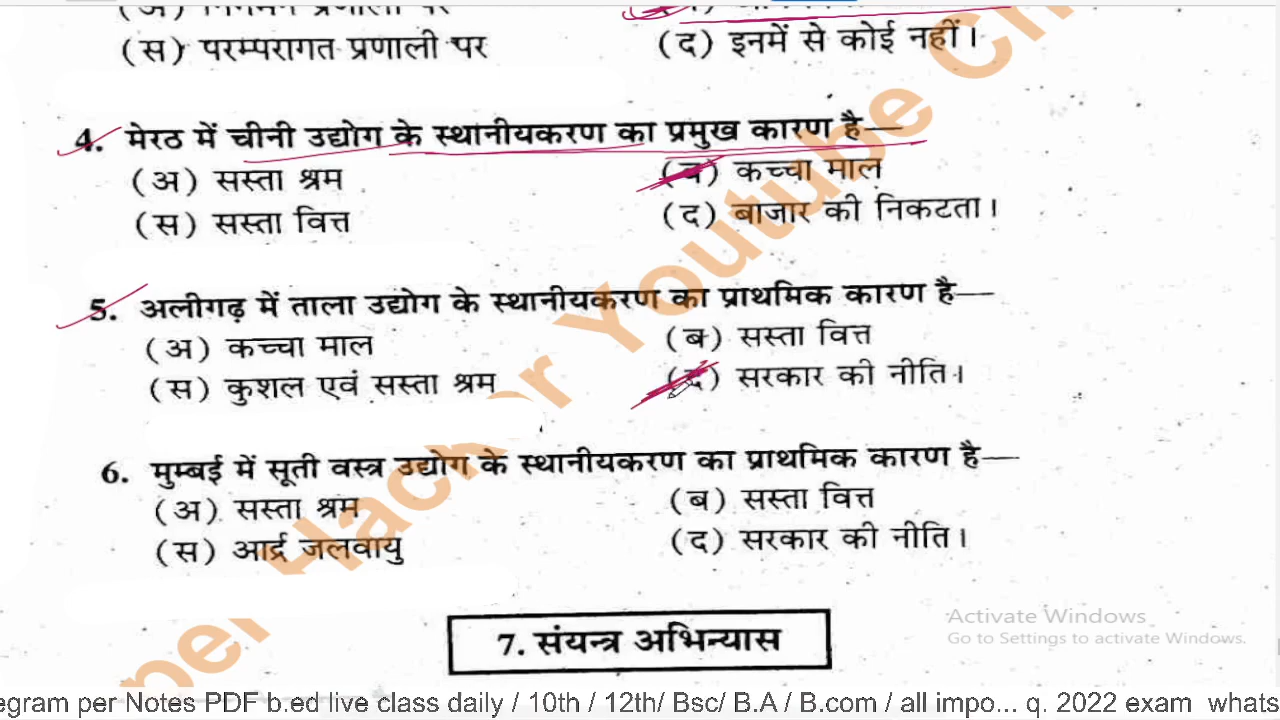 (स) परम्परागत प्रणाली पर (द) इनमें से कोई नहीं।
4. मेरठ में चीनी उद्योग के स्थानीयकरण का प्रमुख कारण है—
(अ) सस्ता श्रम (ब) कच्चा माल
(स) सस्ता वित्त (द) बाजार की निकटता।
5. अलीगढ़ में ताला उद्योग के स्थानीयकरण का प्राथमिक कारण है—
(अ) कच्चा माल (ब) सस्ता वित्त
(स) कुशल एवं सस्ता श्रम (द) सरकार की नीति।
6. मुम्बई में सूती वस्त्र उद्योग के स्थानीयकरण का प्राथमिक कारण है—
(अ) सस्ता श्रम (ब) सस्ता वित्त
(स) आर्द्र जलवायु (द) सरकार की नीति।
7. संयन्त्र अभिन्यास
Hacker Youtube
Activate Windows
Go to Settings to activate Windows.
egram per Notes PDF b.ed live class daily / 10th / 12th/ Bsc/ B.A / B.com / all impo... q. 2022 exam whats